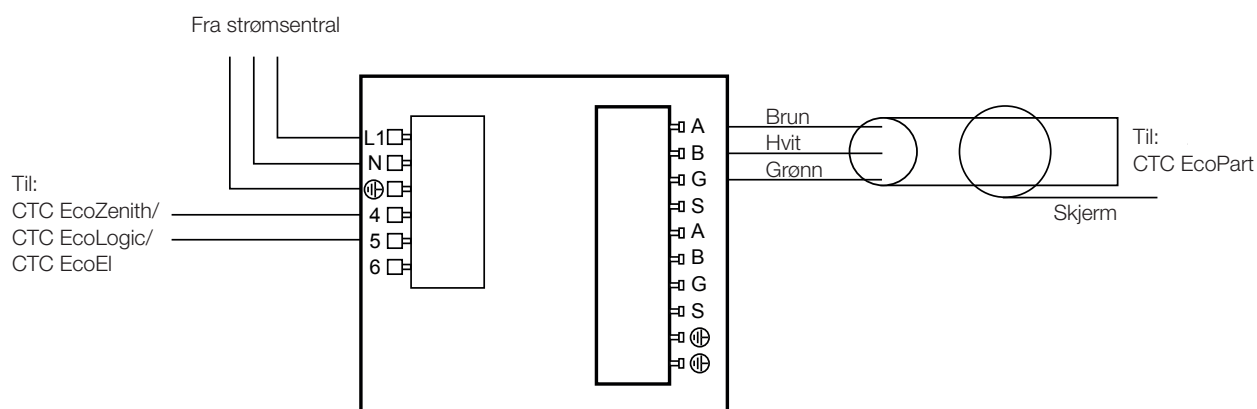 Fra strømsentral
L1
N
4
5
6
Til:
CTC EcoZenith/
CTC EcoLogic/
CTC EcoEl
A
B
G
S
A
B
G
S
Brun
Hvit
Grønn
Skjerm
Til:
CTC EcoPart